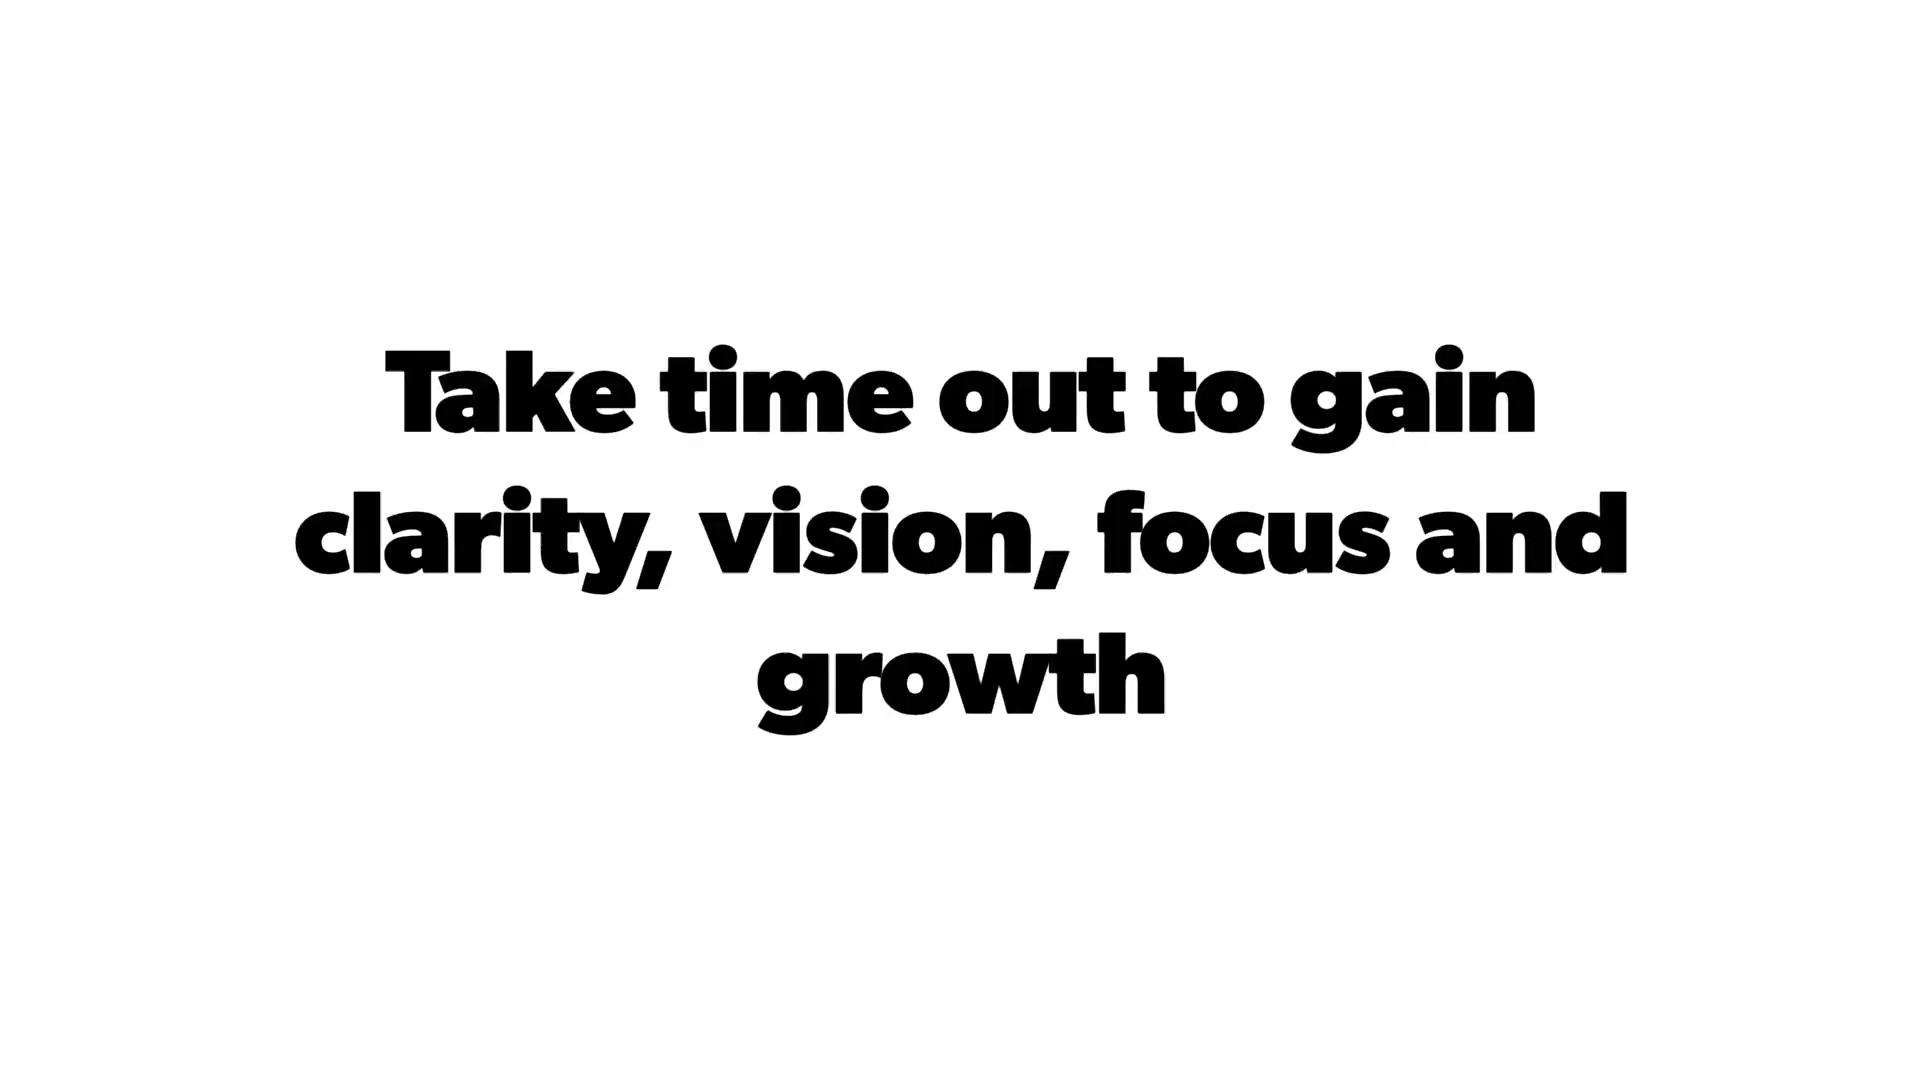 Take time out to gain
clarity, vision, focus and
growth